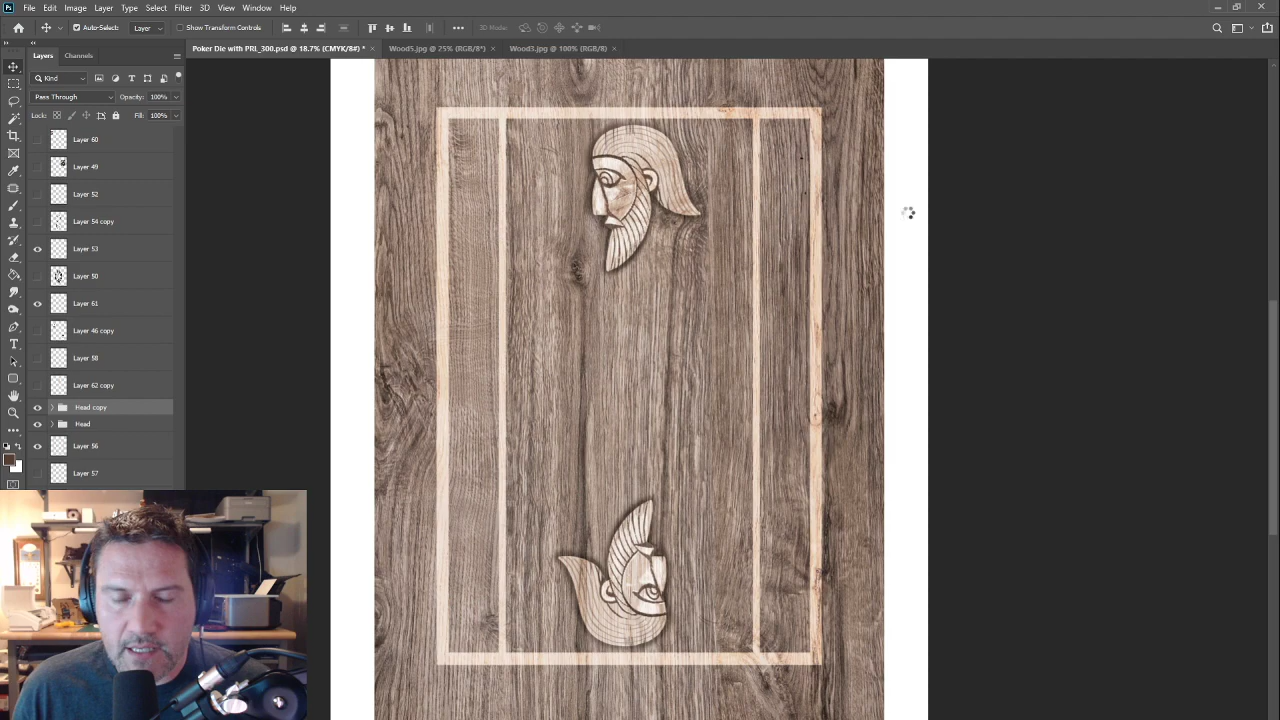 File Edit Image Layer Type Select Filter 3D View Window Help
Auto-Select: Layer Show Transform Controls 3D Mode:
Poker Die with PRL_300.psd @ 18.7% (CMYK/8#) * Wood5.jpg @ 25% (RGB/8*) Wood3.jpg @ 100% (RGB/8)
Layers Channels
Kind
Pass Through Opacity: 100%
Lock: Fill: 100%
Layer 60
Layer 49
Layer 52
Layer 54 copy
Layer 53
Layer 50
Layer 61
Layer 46 copy
Layer 58
Layer 62 copy
Head copy
Head
Layer 56
Layer 57